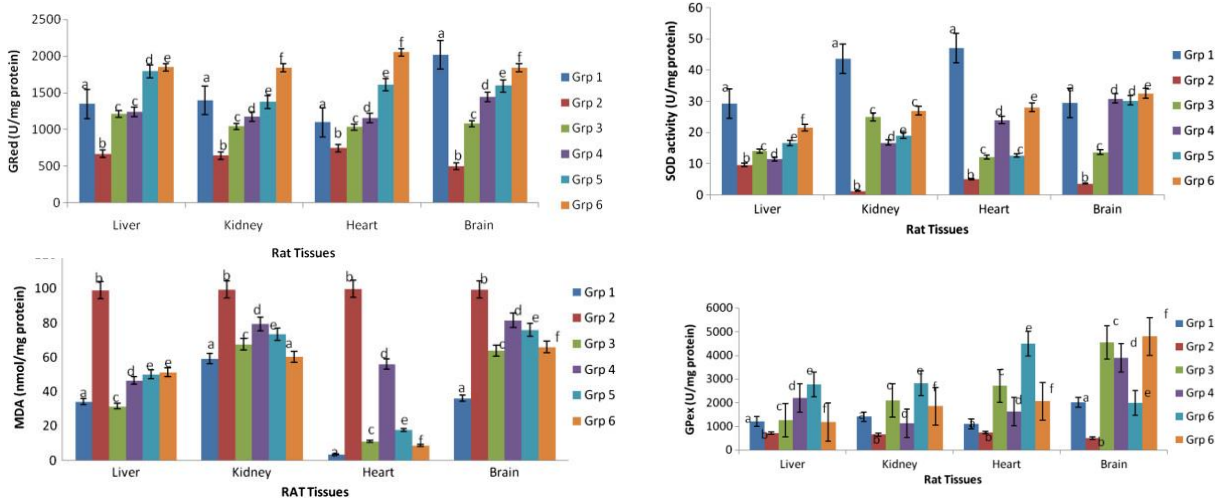 2500
2000
1500
1000
500
0
GRed (U/mg protein)
a b c c d e
a b c d e f
a b c d e f
a b c d e f
Liver Kidney Heart Brain
Rat Tissues
Grp 1
Grp 2
Grp 3
Grp 4
Grp 5
Grp 6
60
50
40
30
20
10
0
SOD activity (U/mg protein)
a b c d e f
a b c d e e
a b c d c e
a b c d d e
Liver Kidney Heart Brain
Rat Tissues
Grp 1
Grp 2
Grp 3
Grp 4
Grp 5
Grp 6
100
80
60
40
20
0
MDA (nmol/mg protein)
a b c d e e
a b c d e a
a b c d e f
a b c d e f
Liver Kidney Heart Brain
RAT Tissues
Grp 1
Grp 2
Grp 3
Grp 4
Grp 5
Grp 6
6000
5000
4000
3000
2000
1000
0
GPex (U/mg protein)
a b c d e f
b c c e f
b c d e f
a b c d e f
Liver Kidney Heart Brain
Rat Tissues
Grp 1
Grp 2
Grp 3
Grp 4
Grp 6
Grp 6